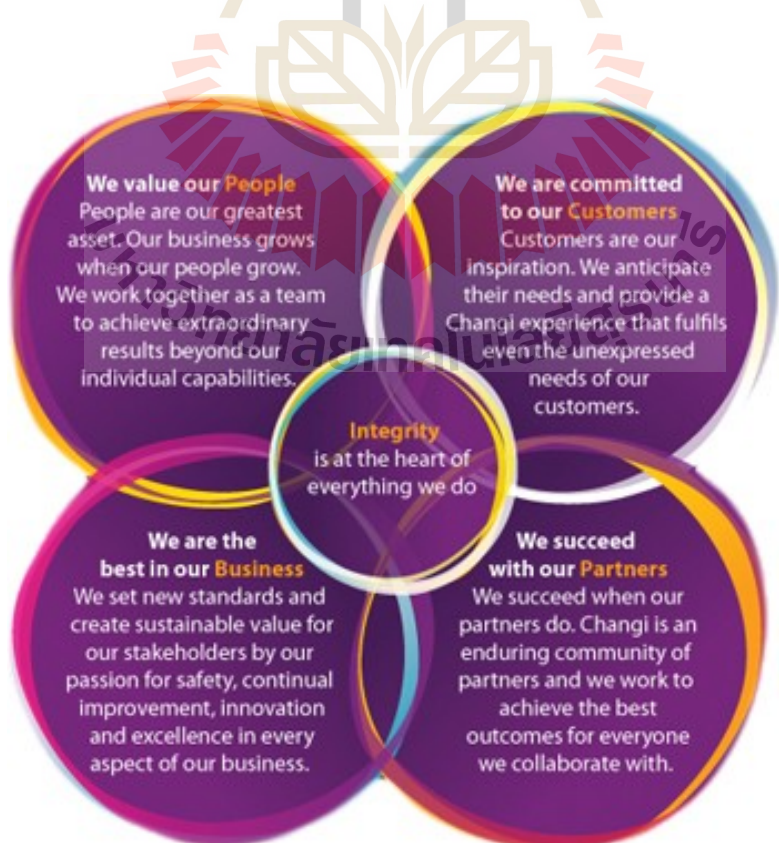 We value our People
People are our greatest
asset. Our business grows
when our people grow.
We work together as a team
to achieve extraordinary
results beyond our
individual capabilities.
We are committed
to our Customers
Customers are our
inspiration. We anticipate
their needs and provide a
Changi experience that fulfils
even the unexpressed
needs of our
customers.
Integrity
is at the heart of
everything we do
We are the
best in our Business
We set new standards and
create sustainable value for
our stakeholders by our
passion for safety, continual
improvement, innovation
and excellence in every
aspect of our business.
We succeed
with our Partners
We succeed when our
partners do. Changi is an
enduring community of
partners and we work to
achieve the best
outcomes for everyone
we collaborate with.